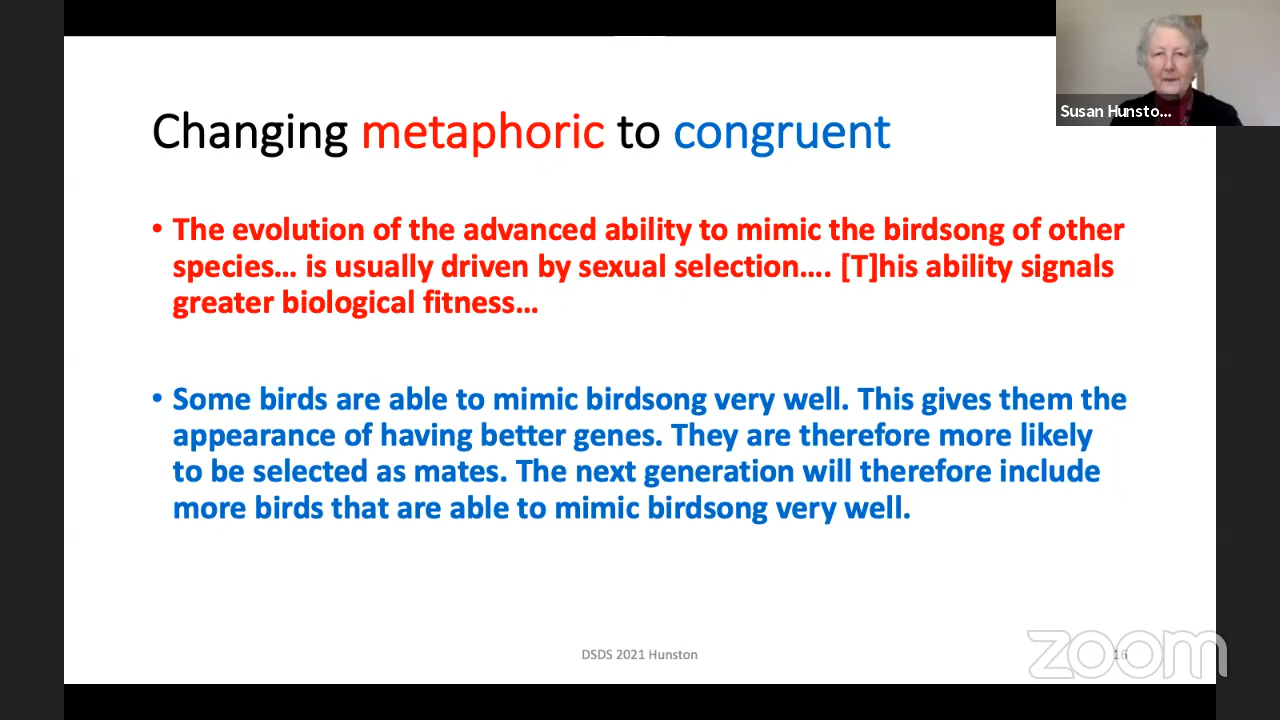 Susan Hunsto...
Changing metaphoric to congruent
• The evolution of the advanced ability to mimic the birdsong of other
species... is usually driven by sexual selection.... [T]his ability signals
greater biological fitness...
• Some birds are able to mimic birdsong very well. This gives them the
appearance of having better genes. They are therefore more likely
to be selected as mates. The next generation will therefore include
more birds that are able to mimic birdsong very well.
DSDS 2021 Hunston
16
zoom